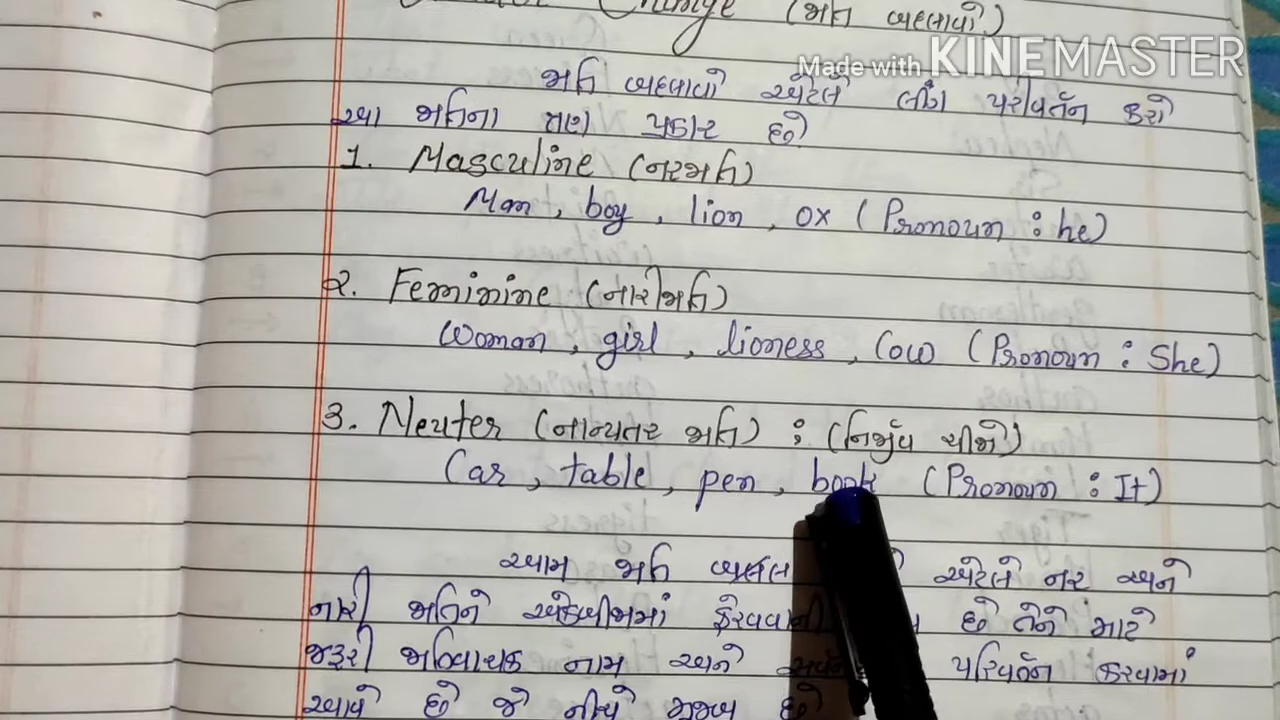 Change (જાતિ બદલાવો)
Made with KINEMASTER
જાતિ બદલાવો એટલે લીંગ પરાવર્તન કરો
આ જાતિના ત્રણ પ્રકાર છે
1. Masculine (નરજાતિ)
Man, boy, lion, ox (Pronoun : he)
2. Feminine (નારીજાતિ)
Woman, girl, lioness, Cow (Pronoun : She)
3. Neuter (નાન્યતર જાતિ) : (નિર્જીવ ચીજો)
Car, table, pen, book (Pronoun : It)
આમ જાતિ એટલે નર અને
નારી જાતિને એકબીજામાં ફેરવવાની છે તેને માટે
જરૂરી જાતિવાચક નામ અને પરિવર્તન કરવામાં
આવે છે જે નીચે મુજબ છે